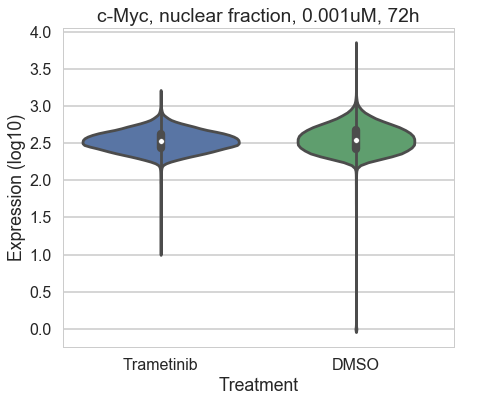 c-Myc, nuclear fraction, 0.001uM, 72h
4.0
3.5
3.0
2.5
2.0
1.5
1.0
0.5
0.0
Expression (log10)
Trametinib DMSO
Treatment